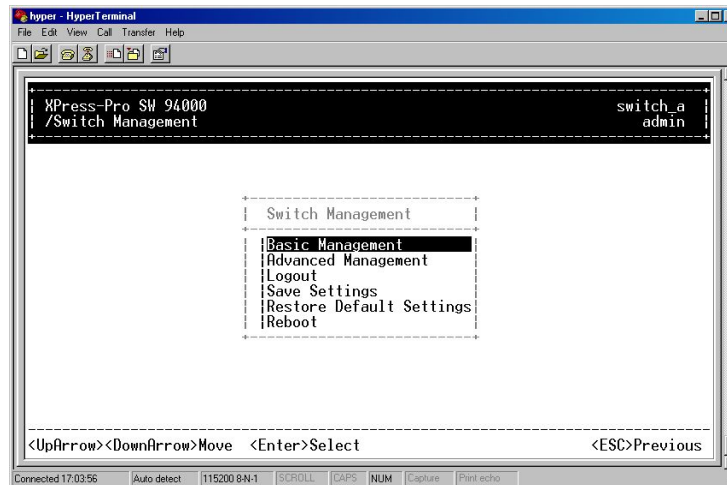 hyper - HyperTerminal
File Edit View Call Transfer Help
XPress-Pro SW 94000 switch_a
/Switch Management admin
Switch Management
Basic Management
Advanced Management
Logout
Save Settings
Restore Default Settings
Reboot
<UpArrow><DownArrow>Move <Enter>Select <ESC>Previous
Connected 17:03:56 Auto detect 115200 8-N-1 SCROLL CAPS NUM Capture Print echo